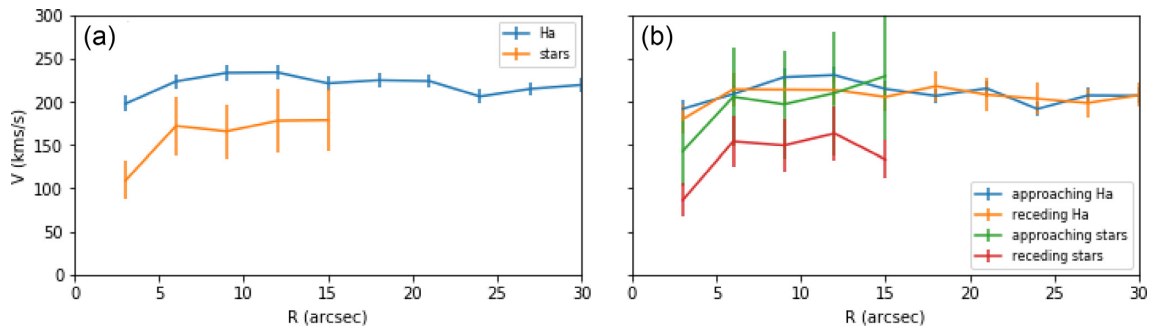 (a)
Ha
stars
300
250
200
150
100
50
0
V (kms/s)
0 5 10 15 20 25 30
R (arcsec)
(b)
approaching Ha
receding Ha
approaching stars
receding stars
0 5 10 15 20 25 30
R (arcsec)